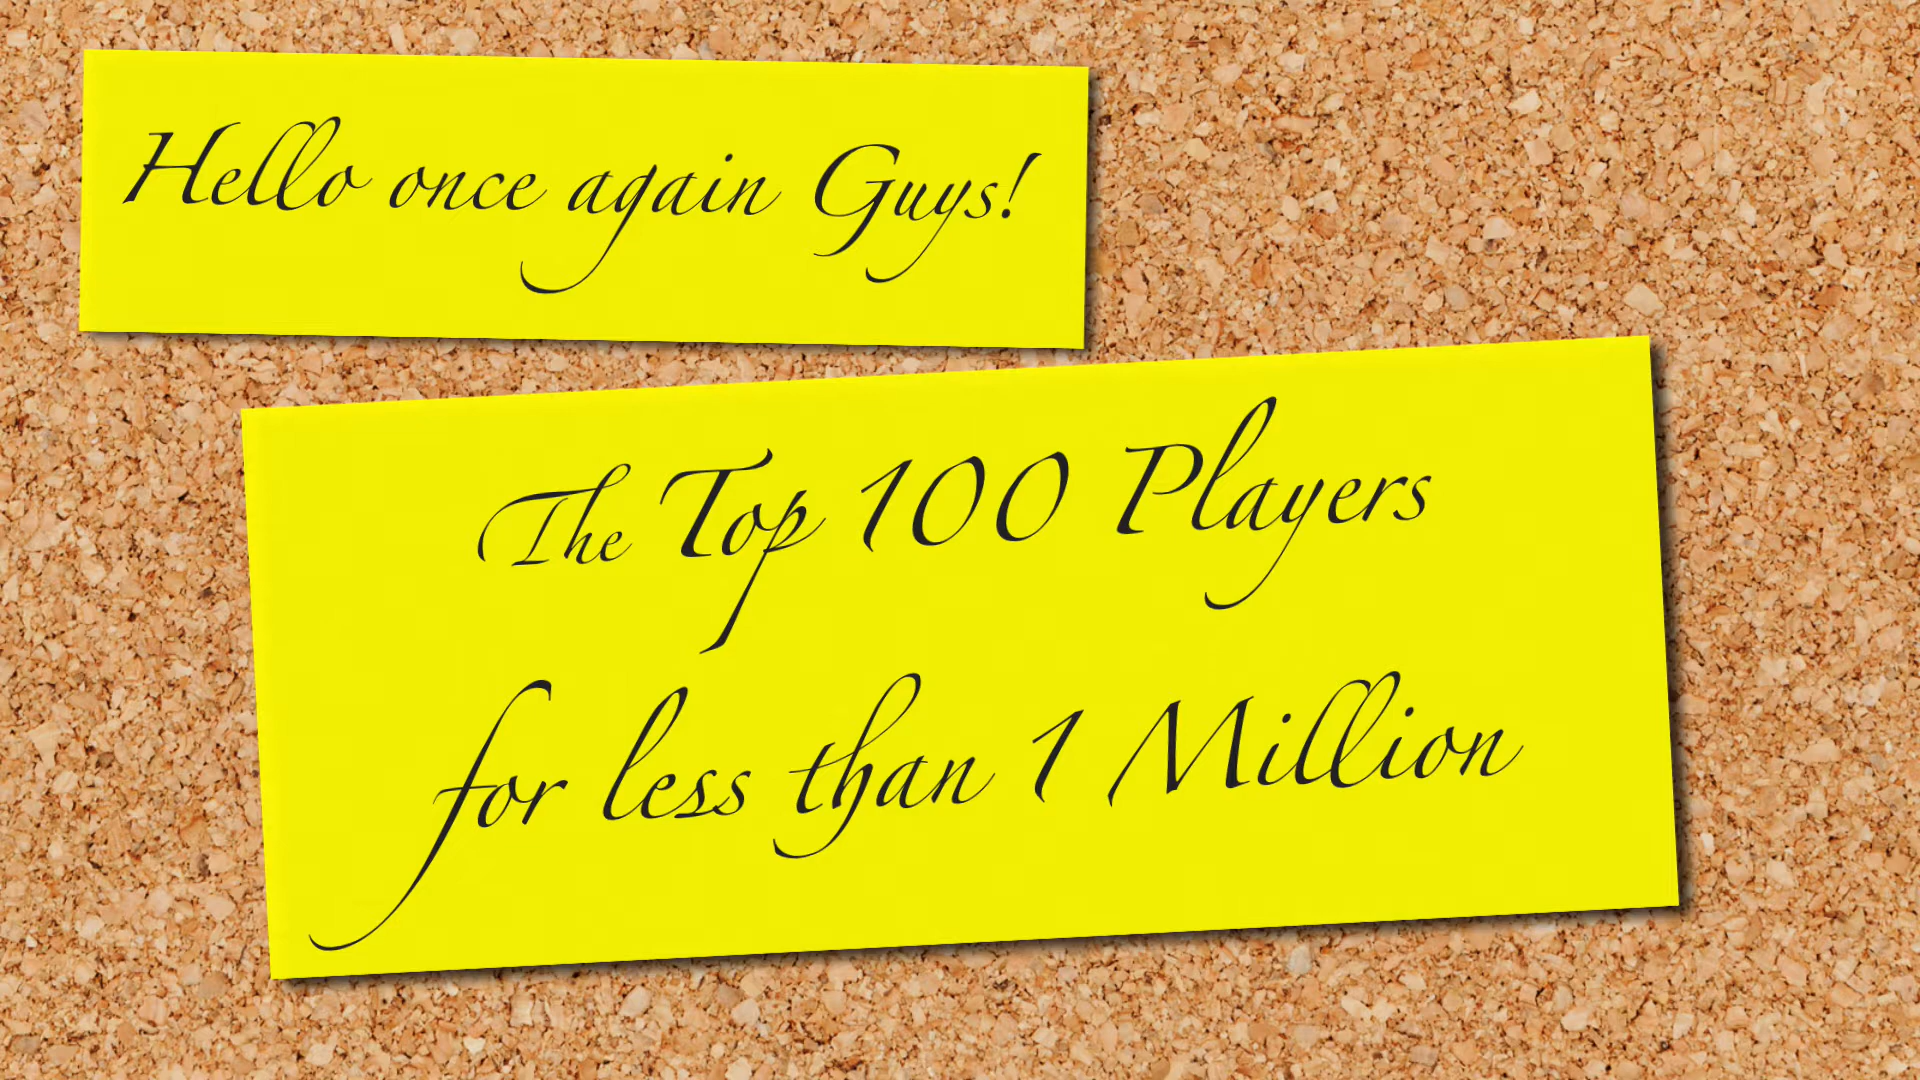 Hello once again Guys!
The Top 100 Players
for less than 1 Million